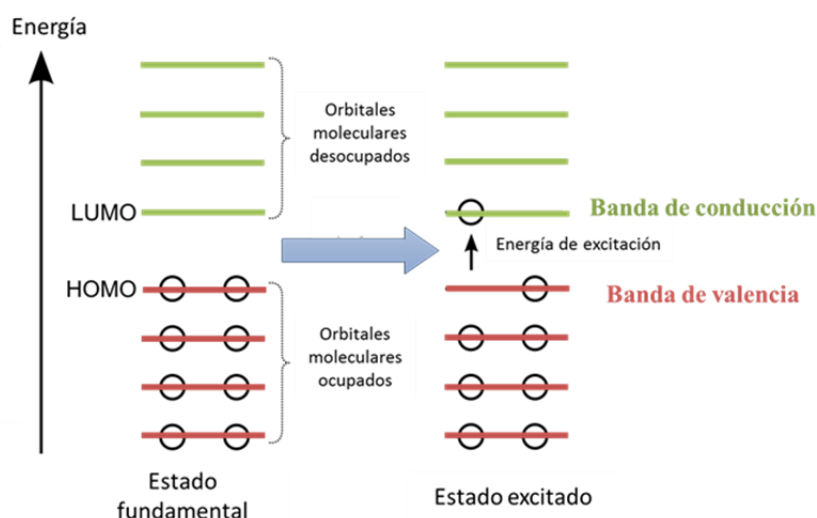 Energía
Orbitales
moleculares
desocupados
LUMO
Banda de conducción
Energía de excitación
HOMO
Banda de valencia
Orbitales
moleculares
ocupados
Estado
fundamental
Estado excitado